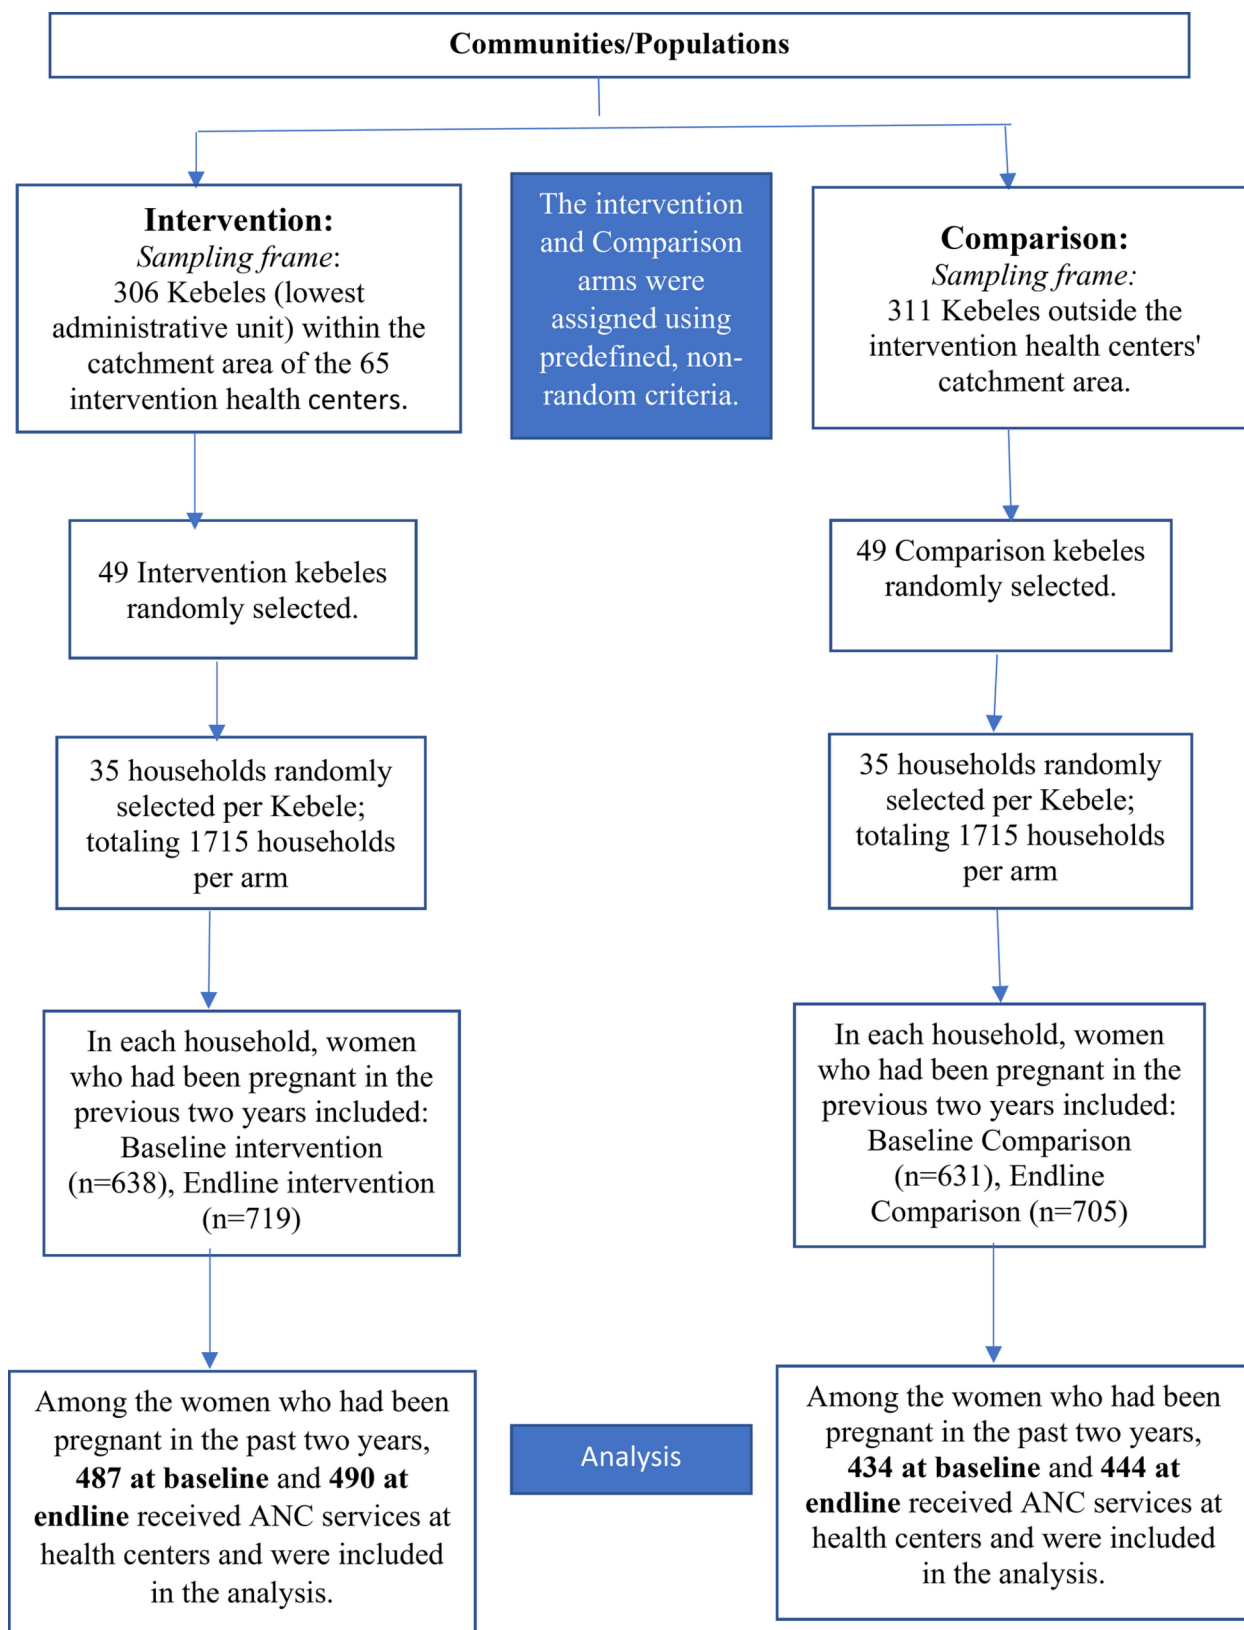 Communities/Populations
Intervention:
Sampling frame:
306 Kebeles (lowest
administrative unit) within the
catchment area of the 65
intervention health centers.
The intervention
and Comparison
arms were
assigned using
predefined, non-
random criteria.
Comparison:
Sampling frame:
311 Kebeles outside the
intervention health centers'
catchment area.
49 Intervention kebeles
randomly selected.
49 Comparison kebeles
randomly selected.
35 households randomly
selected per Kebele;
totaling 1715 households
per arm
35 households randomly
selected per Kebele;
totaling 1715 households
per arm
In each household, women
who had been pregnant in the
previous two years included:
Baseline intervention
(n=638), Endline intervention
(n=719)
In each household, women
who had been pregnant in the
previous two years included:
Baseline Comparison
(n=631), Endline
Comparison (n=705)
Among the women who had been
pregnant in the past two years,
487 at baseline and 490 at
endline received ANC services at
health centers and were included
in the analysis.
Analysis
Among the women who had been
pregnant in the past two years,
434 at baseline and 444 at
endline received ANC services at
health centers and were included
in the analysis.